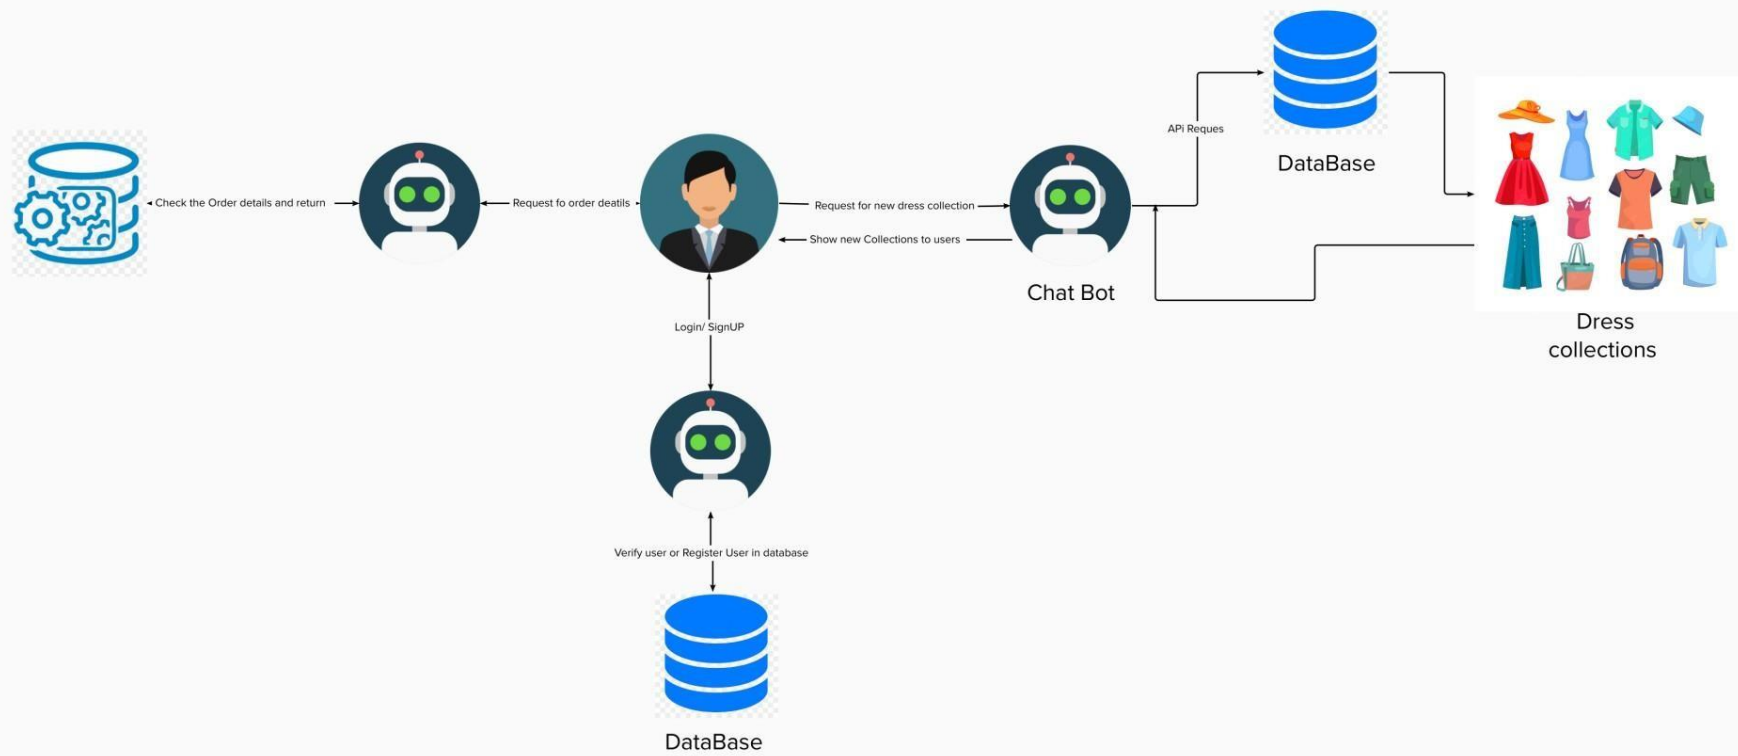 APi Reques
DataBase
Check the Order details and return
Request fo order deatils
Request for new dress collection
Show new Collections to users
Chat Bot
Dress
collections
Login/ SignUP
Verify user or Register User in database
DataBase